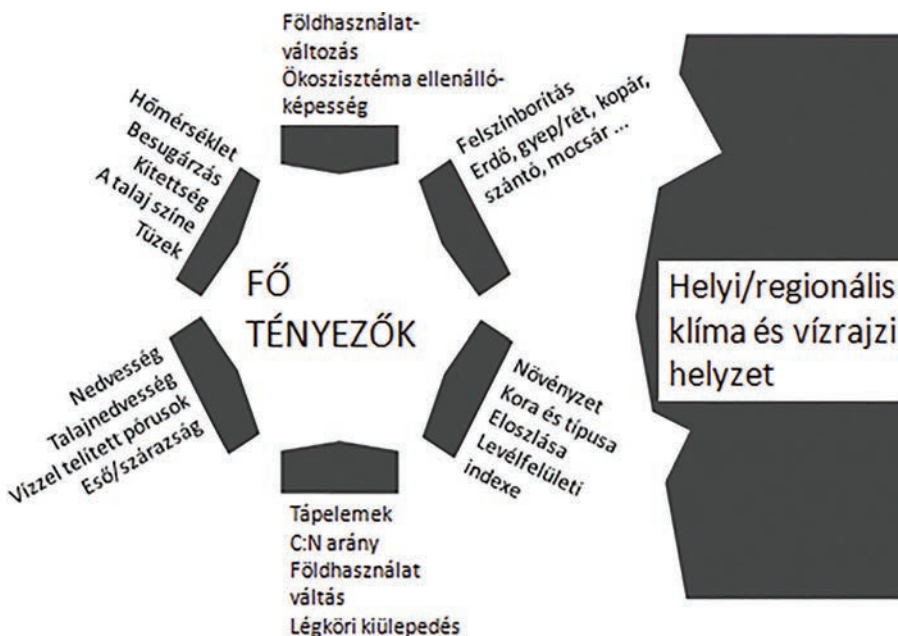 Földhasználat-
változás
Ökoszisztéma ellenálló-
képesség
Hőmérséklet
Besugárzás
Kitettség
A talaj színe
Tüzek
Felszínborítás
Erdő, gyep/rét, kopár,
szántó, mocsár ...
FŐ
TÉNYEZŐK
Helyi/regionális
klíma és vízrajzi
helyzet
Nedvesség
Talajnedvesség
Vízzel telített pórusok
Eső/szárazság
Növényzet
Kora és típusa
Eloszlása
Levélfelületi
indexe
Tápelemek
C:N arány
Földhasználat
váltás
Légköri kiülepedés